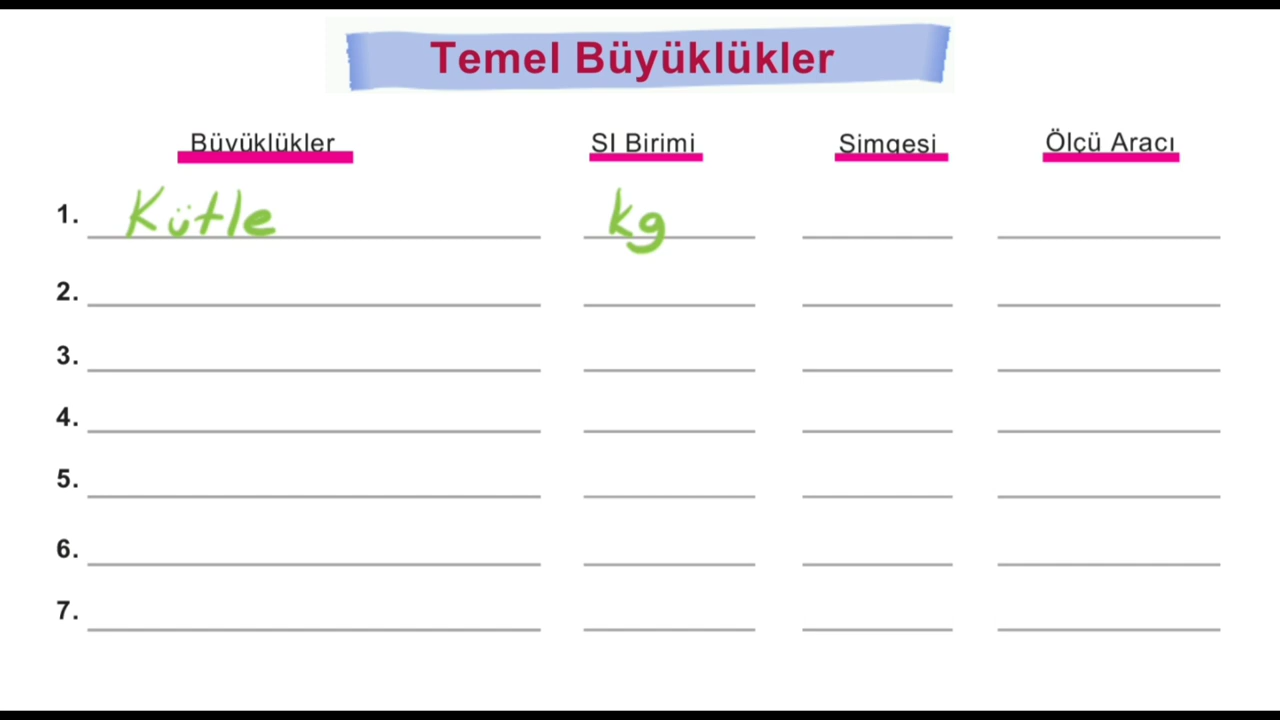 Temel Büyüklükler
Büyüklükler SI Birimi Simgesi Ölçü Aracı
1. Kütle kg
2.
3.
4.
5.
6.
7.